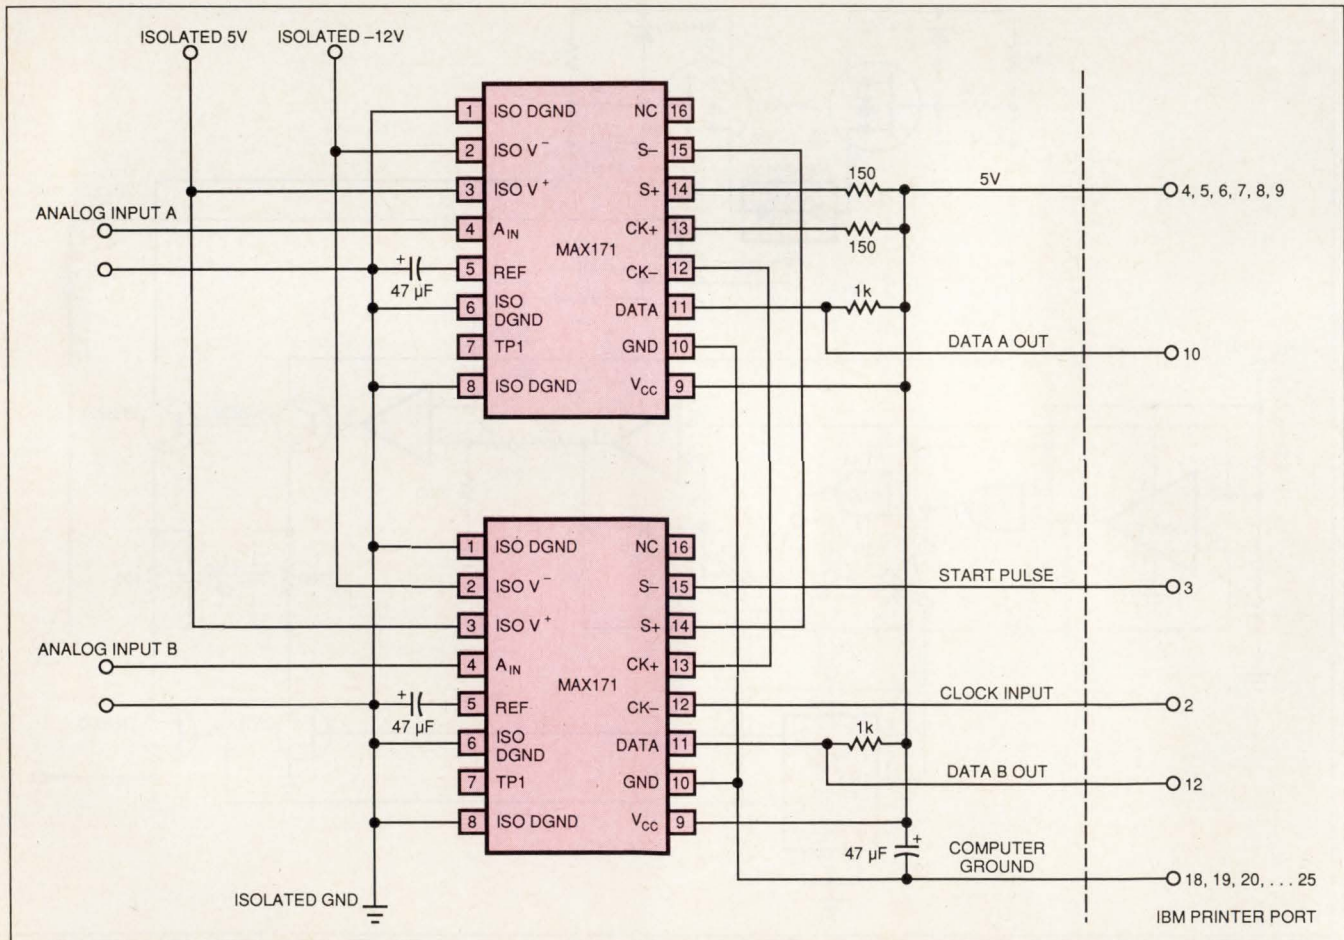 ISOLATED 5V
ISOLATED –12V
1 ISO DGND NC 16
2 ISO V– S– 15
3 ISO V+ S+ 14
150
5V
4, 5, 6, 7, 8, 9
ANALOG INPUT A
4 AIN CK+ 13
150
MAX171
+
47 µF
5 REF CK– 12
6 ISO DGND DATA 11
1k
7 TP1 GND 10
DATA A OUT
10
8 ISO DGND VCC 9
1 ISO DGND NC 16
2 ISO V– S– 15
START PULSE
3
3 ISO V+ S+ 14
ANALOG INPUT B
4 AIN CK+ 13
MAX171
+
47 µF
5 REF CK– 12
CLOCK INPUT
2
6 ISO DGND DATA 11
1k
7 TP1 GND 10
DATA B OUT
12
8 ISO DGND VCC 9
+
47 µF
COMPUTER
GROUND
18, 19, 20, . . . 25
ISOLATED GND
IBM PRINTER PORT